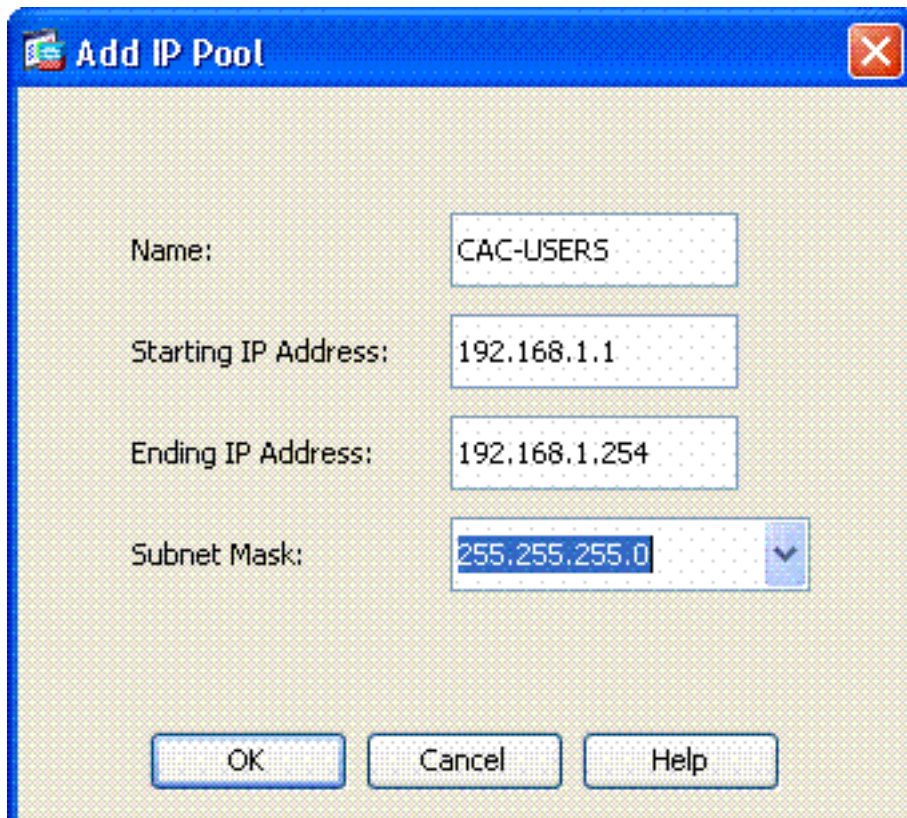 Add IP Pool
Name: CAC-USERS
Starting IP Address: 192.168.1.1
Ending IP Address: 192.168.1.254
Subnet Mask: 255.255.255.0
OK Cancel Help